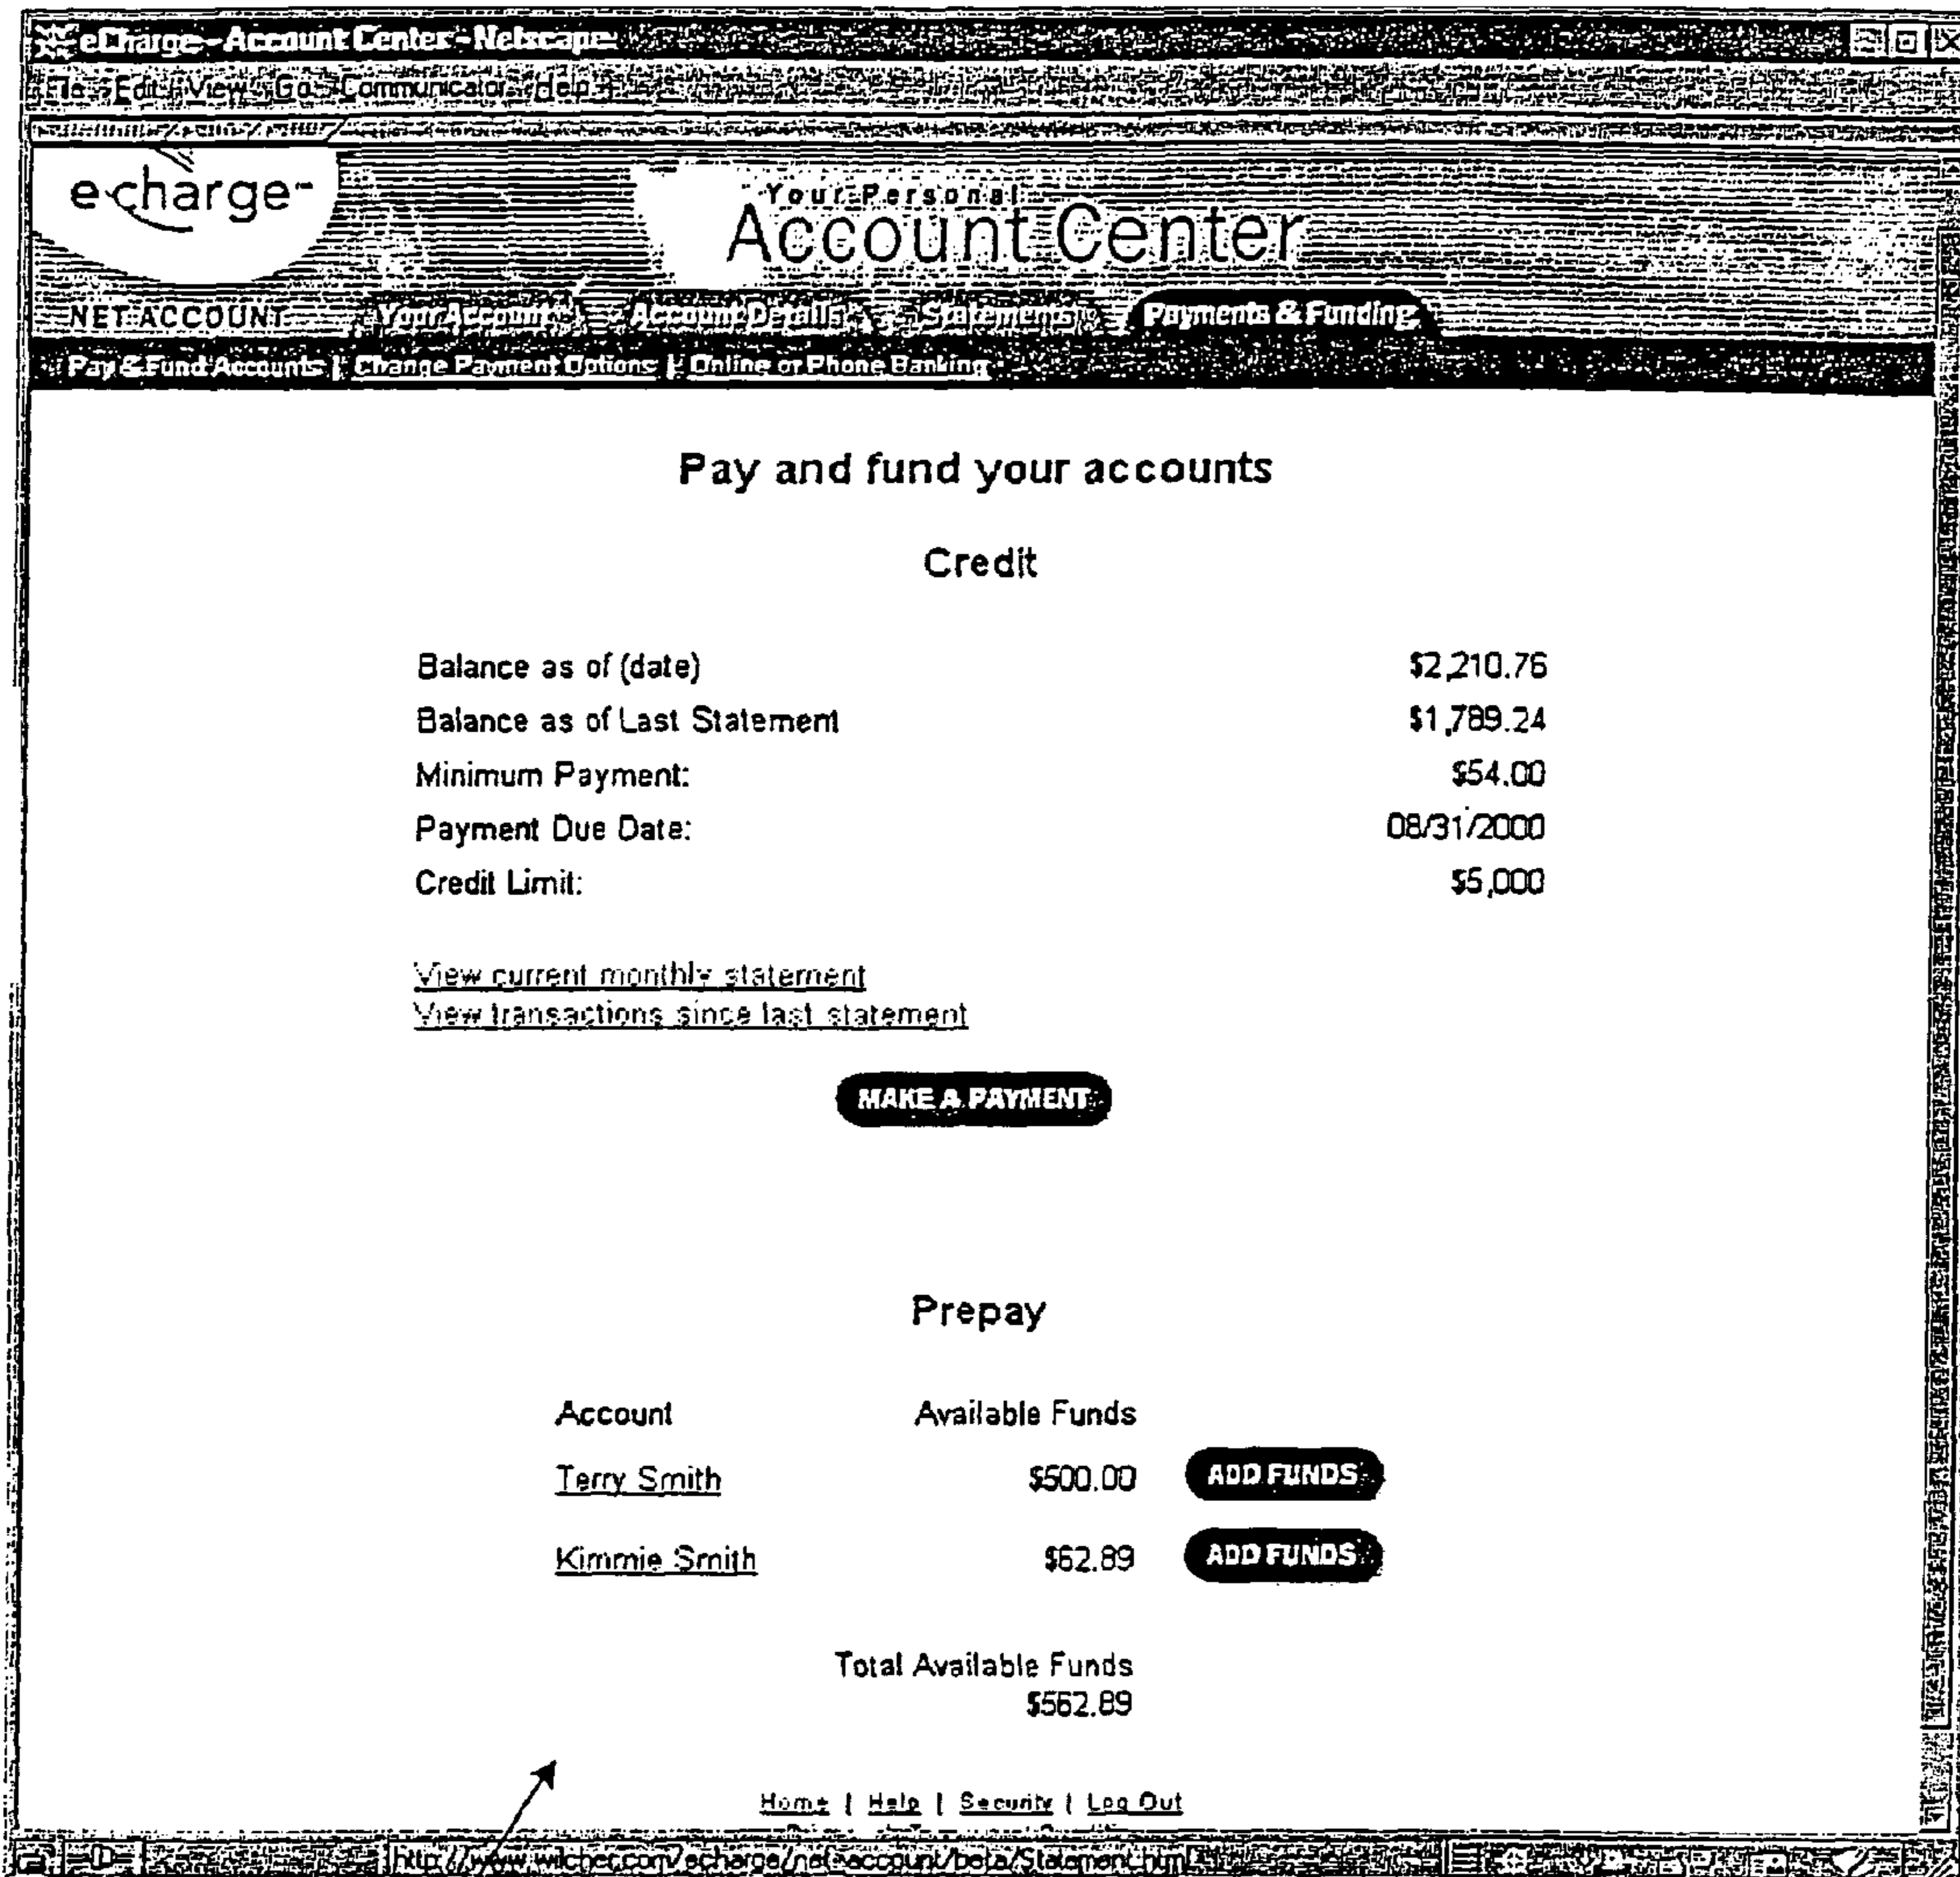 eCharge - Account Center - Netscape
File Edit View Go Communicator Help
echarge
Your Personal
Account Center
NET ACCOUNT Your Account Account Details Statements Payments & Funding
Pay & Fund Accounts | Change Payment Options | Online or Phone Banking
Pay and fund your accounts
Credit
Balance as of (date) $2,210.76
Balance as of Last Statement $1,789.24
Minimum Payment: $54.00
Payment Due Date: 08/31/2000
Credit Limit: $5,000
View current monthly statement
View transactions since last statement
MAKE A PAYMENT
Prepay
Account Available Funds
Terry Smith $500.00 ADD FUNDS
Kimmie Smith $62.89 ADD FUNDS
Total Available Funds
$562.89
Home | Help | Security | Log Out